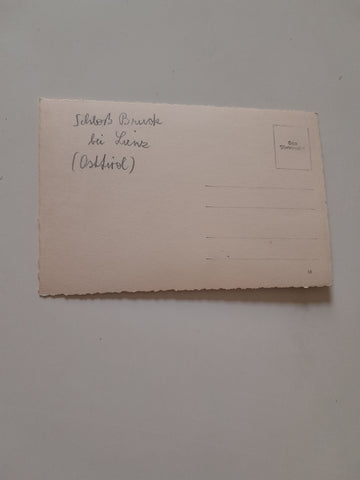 Schloß Bruck
bei Lienz
(Osttirol)